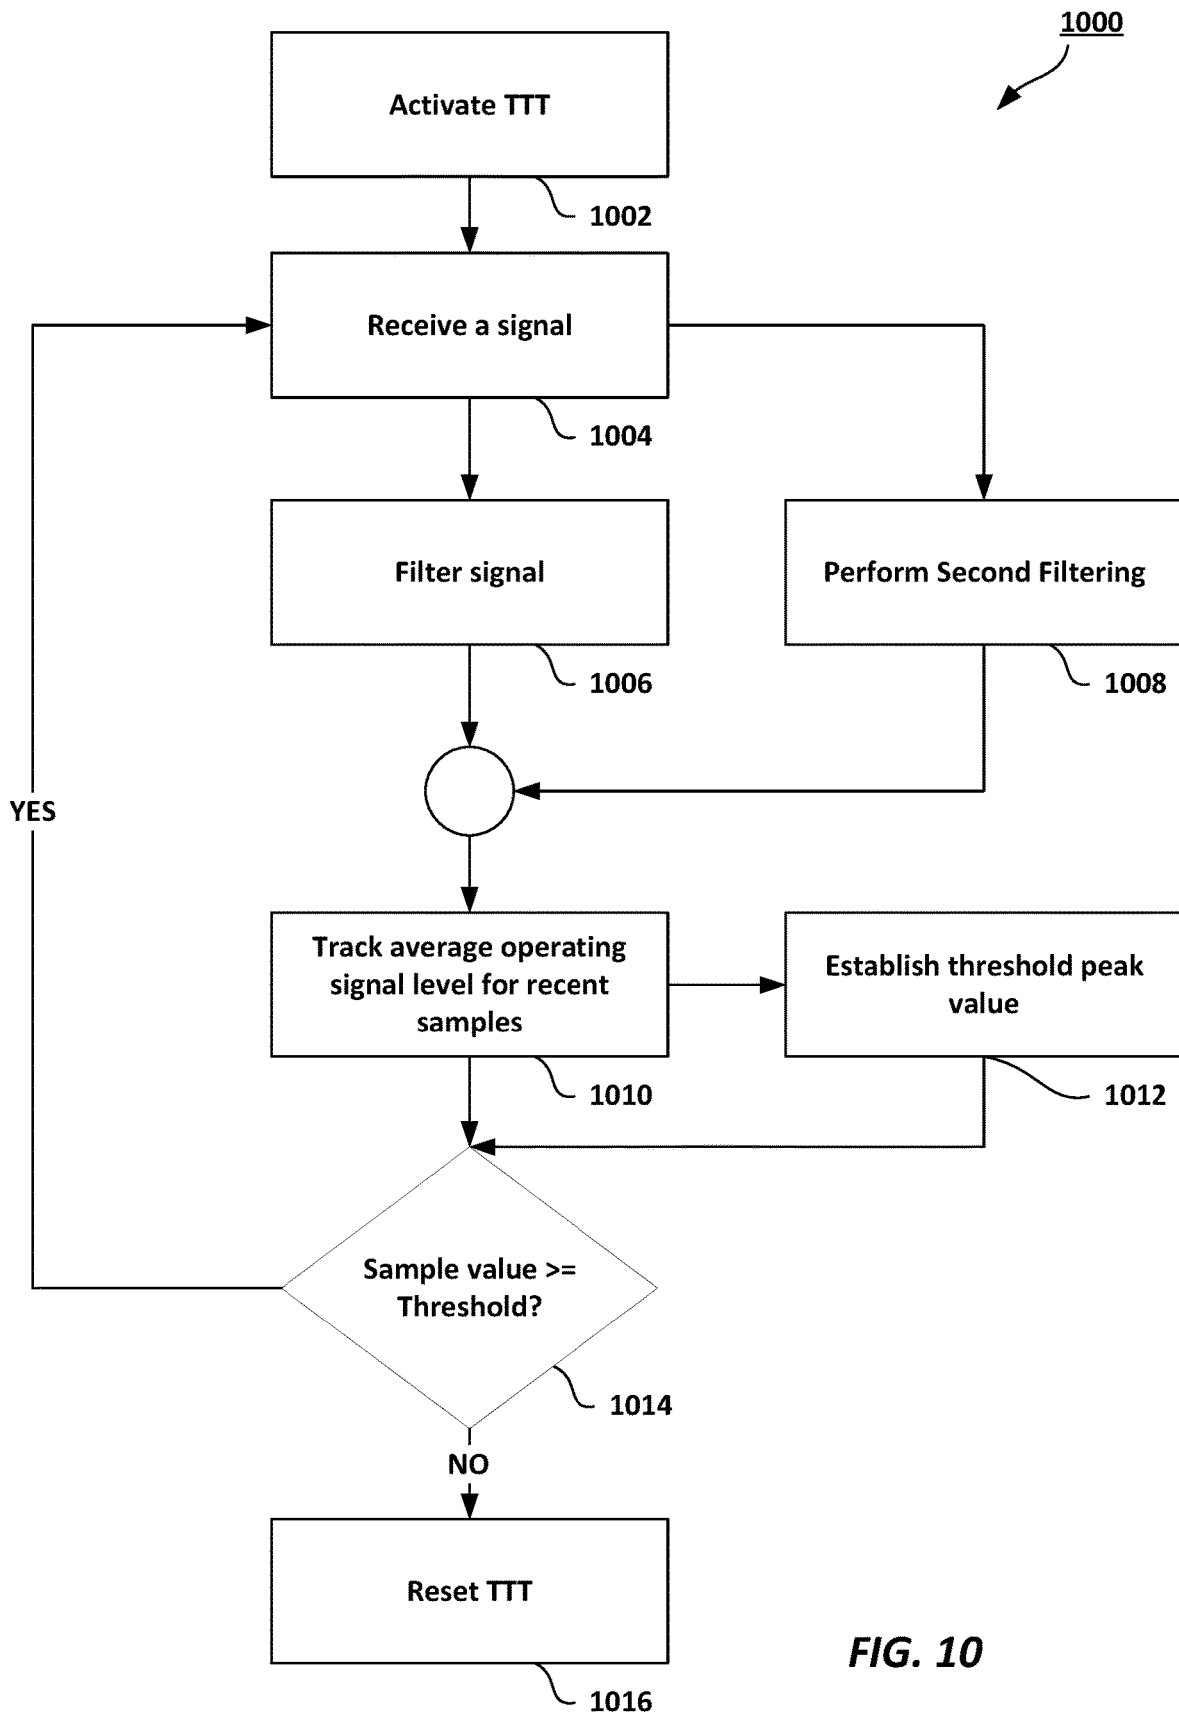 1000
Activate TTT
1002
Receive a signal
1004
Filter signal
1006
Perform Second Filtering
1008
YES
Track average operating
signal level for recent
samples
1010
Establish threshold peak
value
1012
Sample value >=
Threshold?
1014
NO
Reset TTT
1016
FIG. 10